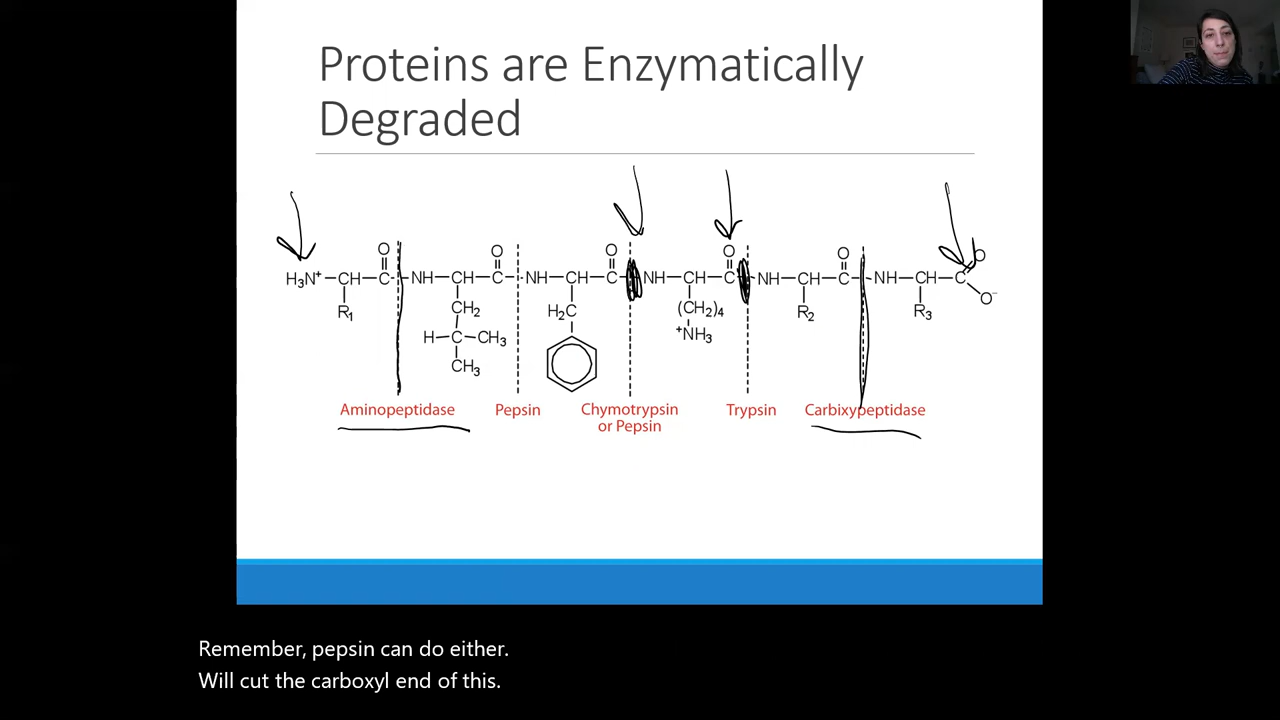 Proteins are Enzymatically
Degraded
O O O O O O
H₃N⁺ CH C NH CH C NH CH C NH CH C NH CH C NH CH C
O⁻
R₁ CH₂ H₂C (CH₂)₄ R₂ R₃
H C CH₃ ⁺NH₃
CH₃
Aminopeptidase Pepsin Chymotrypsin Trypsin Carbixypeptidase
or Pepsin
Remember, pepsin can do either.
Will cut the carboxyl end of this.